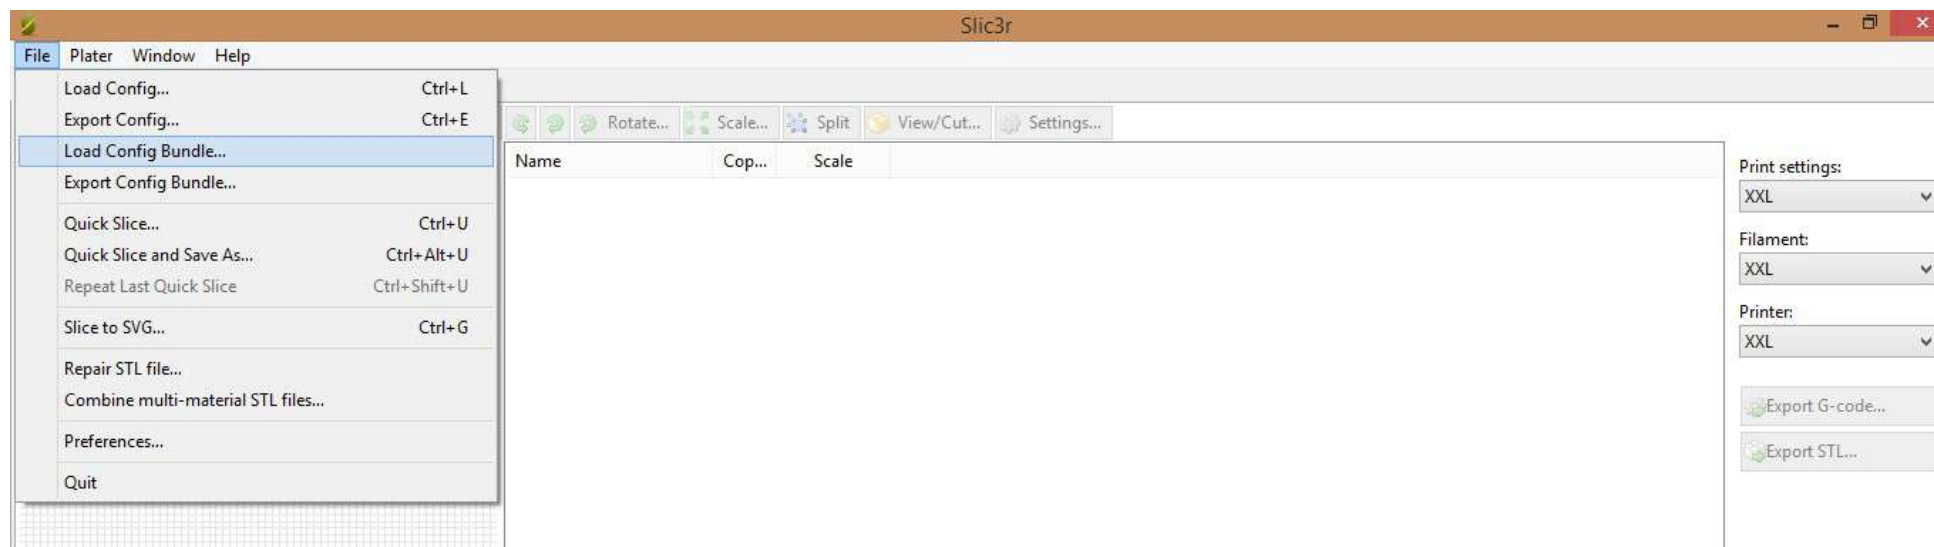 Slic3r
File Plater Window Help
Load Config... Ctrl+L
Export Config... Ctrl+E
Load Config Bundle...
Export Config Bundle...
Quick Slice... Ctrl+U
Quick Slice and Save As... Ctrl+Alt+U
Repeat Last Quick Slice Ctrl+Shift+U
Slice to SVG... Ctrl+G
Repair STL file...
Combine multi-material STL files...
Preferences...
Quit
Rotate... Scale... Split View/Cut... Settings...
Name Cop... Scale
Print settings:
XXL
Filament:
XXL
Printer:
XXL
Export G-code...
Export STL...